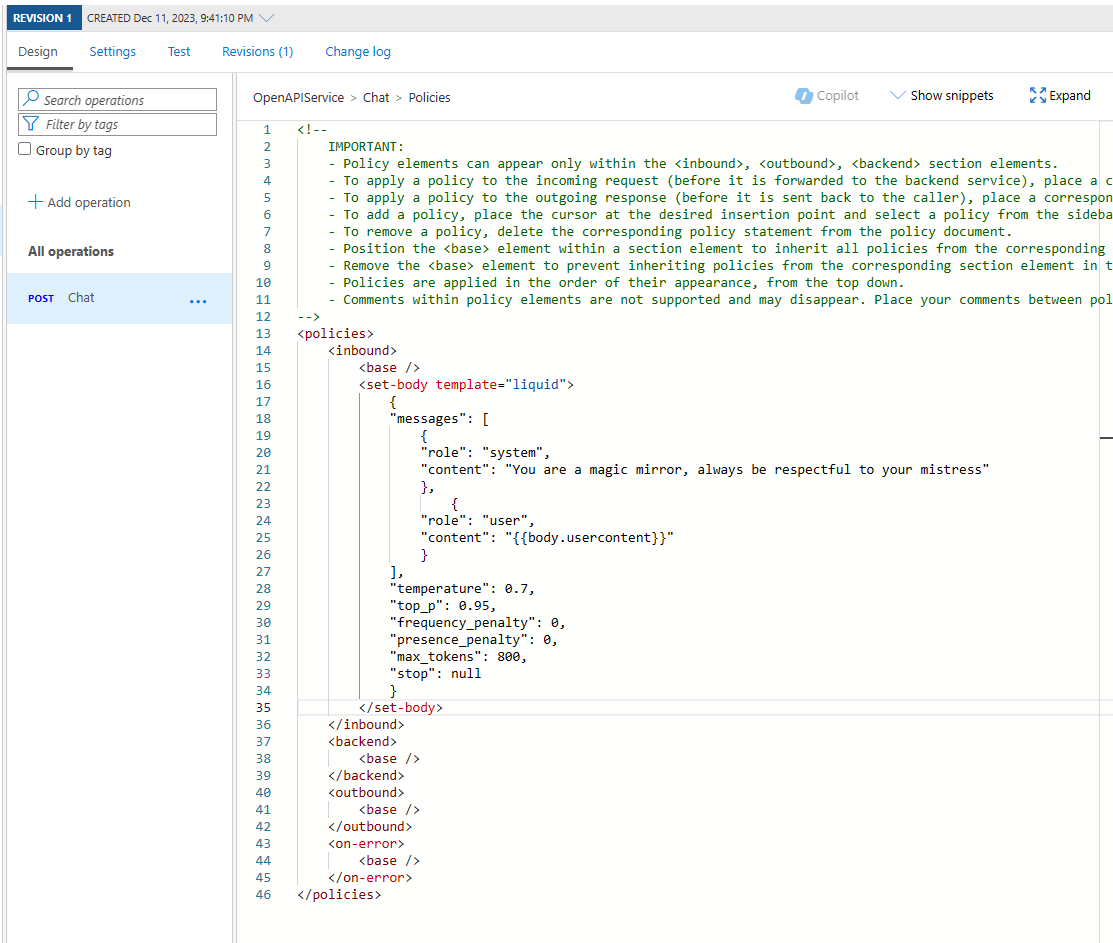 REVISION 1 CREATED Dec 11, 2023, 9:41:10 PM
Design Settings Test Revisions (1) Change log
Search operations
Filter by tags
Group by tag
Add operation
All operations
POST Chat ...
OpenAPIService > Chat > Policies Copilot Show snippets Expand
1 <!--
2 IMPORTANT:
3 - Policy elements can appear only within the <inbound>, <outbound>, <backend> section elements.
4 - To apply a policy to the incoming request (before it is forwarded to the backend service), place a c
5 - To apply a policy to the outgoing response (before it is sent back to the caller), place a correspon
6 - To add a policy, place the cursor at the desired insertion point and select a policy from the sideba
7 - To remove a policy, delete the corresponding policy statement from the policy document.
8 - Position the <base> element within a section element to inherit all policies from the corresponding
9 - Remove the <base> element to prevent inheriting policies from the corresponding section element in t
10 - Policies are applied in the order of their appearance, from the top down.
11 - Comments within policy elements are not supported and may disappear. Place your comments between pol
12 -->
13 <policies>
14 <inbound>
15 <base />
16 <set-body template="liquid">
17 {
18 "messages": [
19 {
20 "role": "system",
21 "content": "You are a magic mirror, always be respectful to your mistress"
22 },
23 {
24 "role": "user",
25 "content": "{{body.usercontent}}"
26 }
27 ],
28 "temperature": 0.7,
29 "top_p": 0.95,
30 "frequency_penalty": 0,
31 "presence_penalty": 0,
32 "max_tokens": 800,
33 "stop": null
34 }
35 </set-body>
36 </inbound>
37 <backend>
38 <base />
39 </backend>
40 <outbound>
41 <base />
42 </outbound>
43 <on-error>
44 <base />
45 </on-error>
46 </policies>